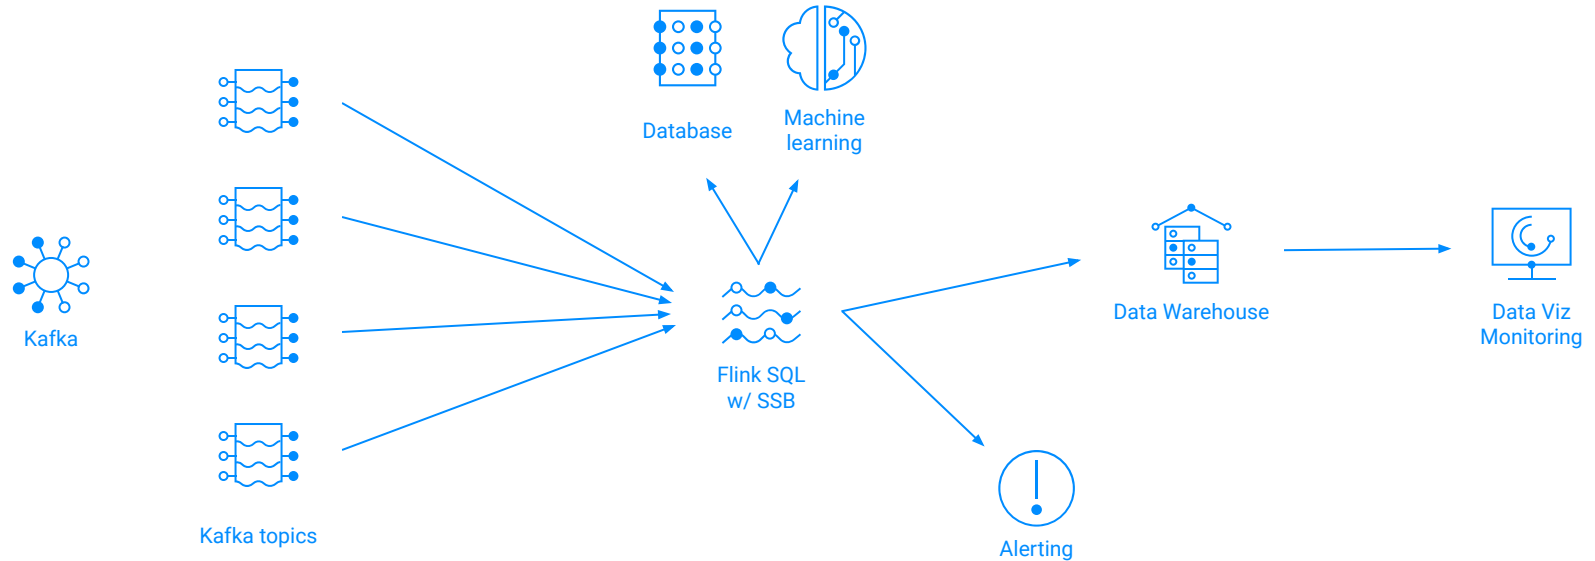 Database
Machine
learning
Kafka
Flink SQL
w/ SSB
Data Warehouse
Data Viz
Monitoring
Kafka topics
Alerting